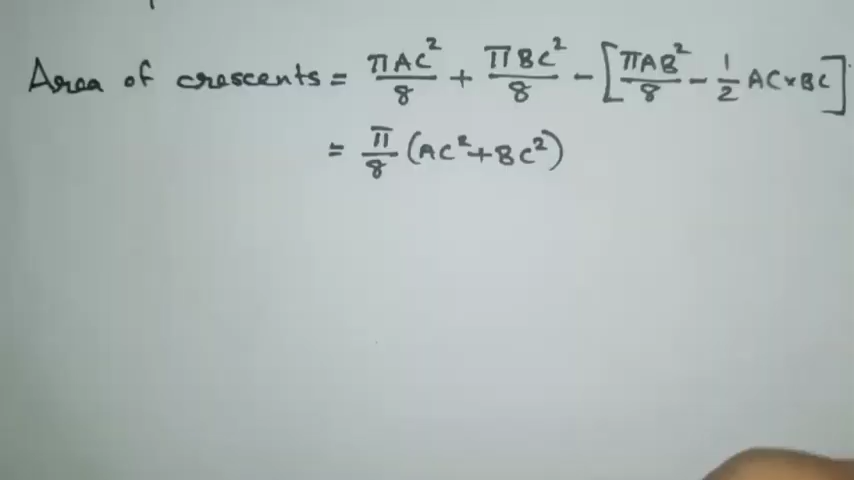 Area of crescents = πAC²/8 + πBC²/8 - [πAB²/8 - 1/2 AC×BC]
= π/8 (AC²+BC²)